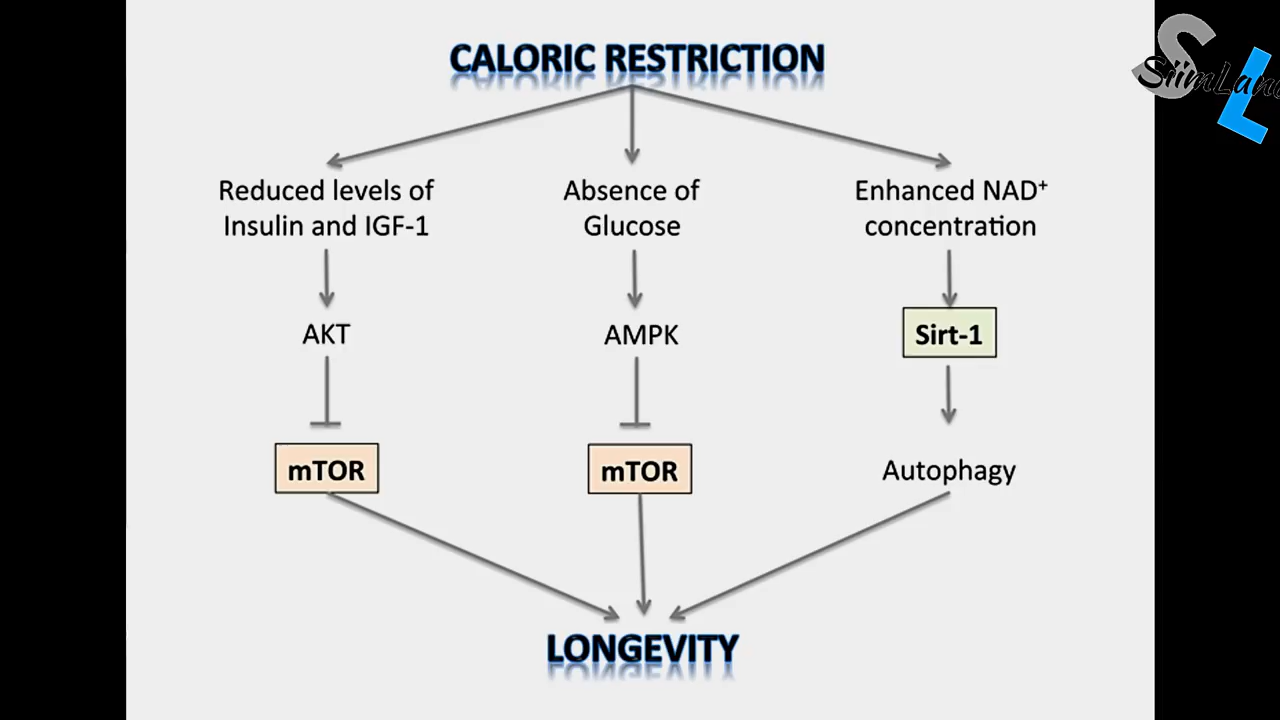 CALORIC RESTRICTION
SiimLand
Reduced levels of
Insulin and IGF-1
Absence of
Glucose
Enhanced NAD⁺
concentration
AKT
AMPK
Sirt-1
mTOR
mTOR
Autophagy
LONGEVITY